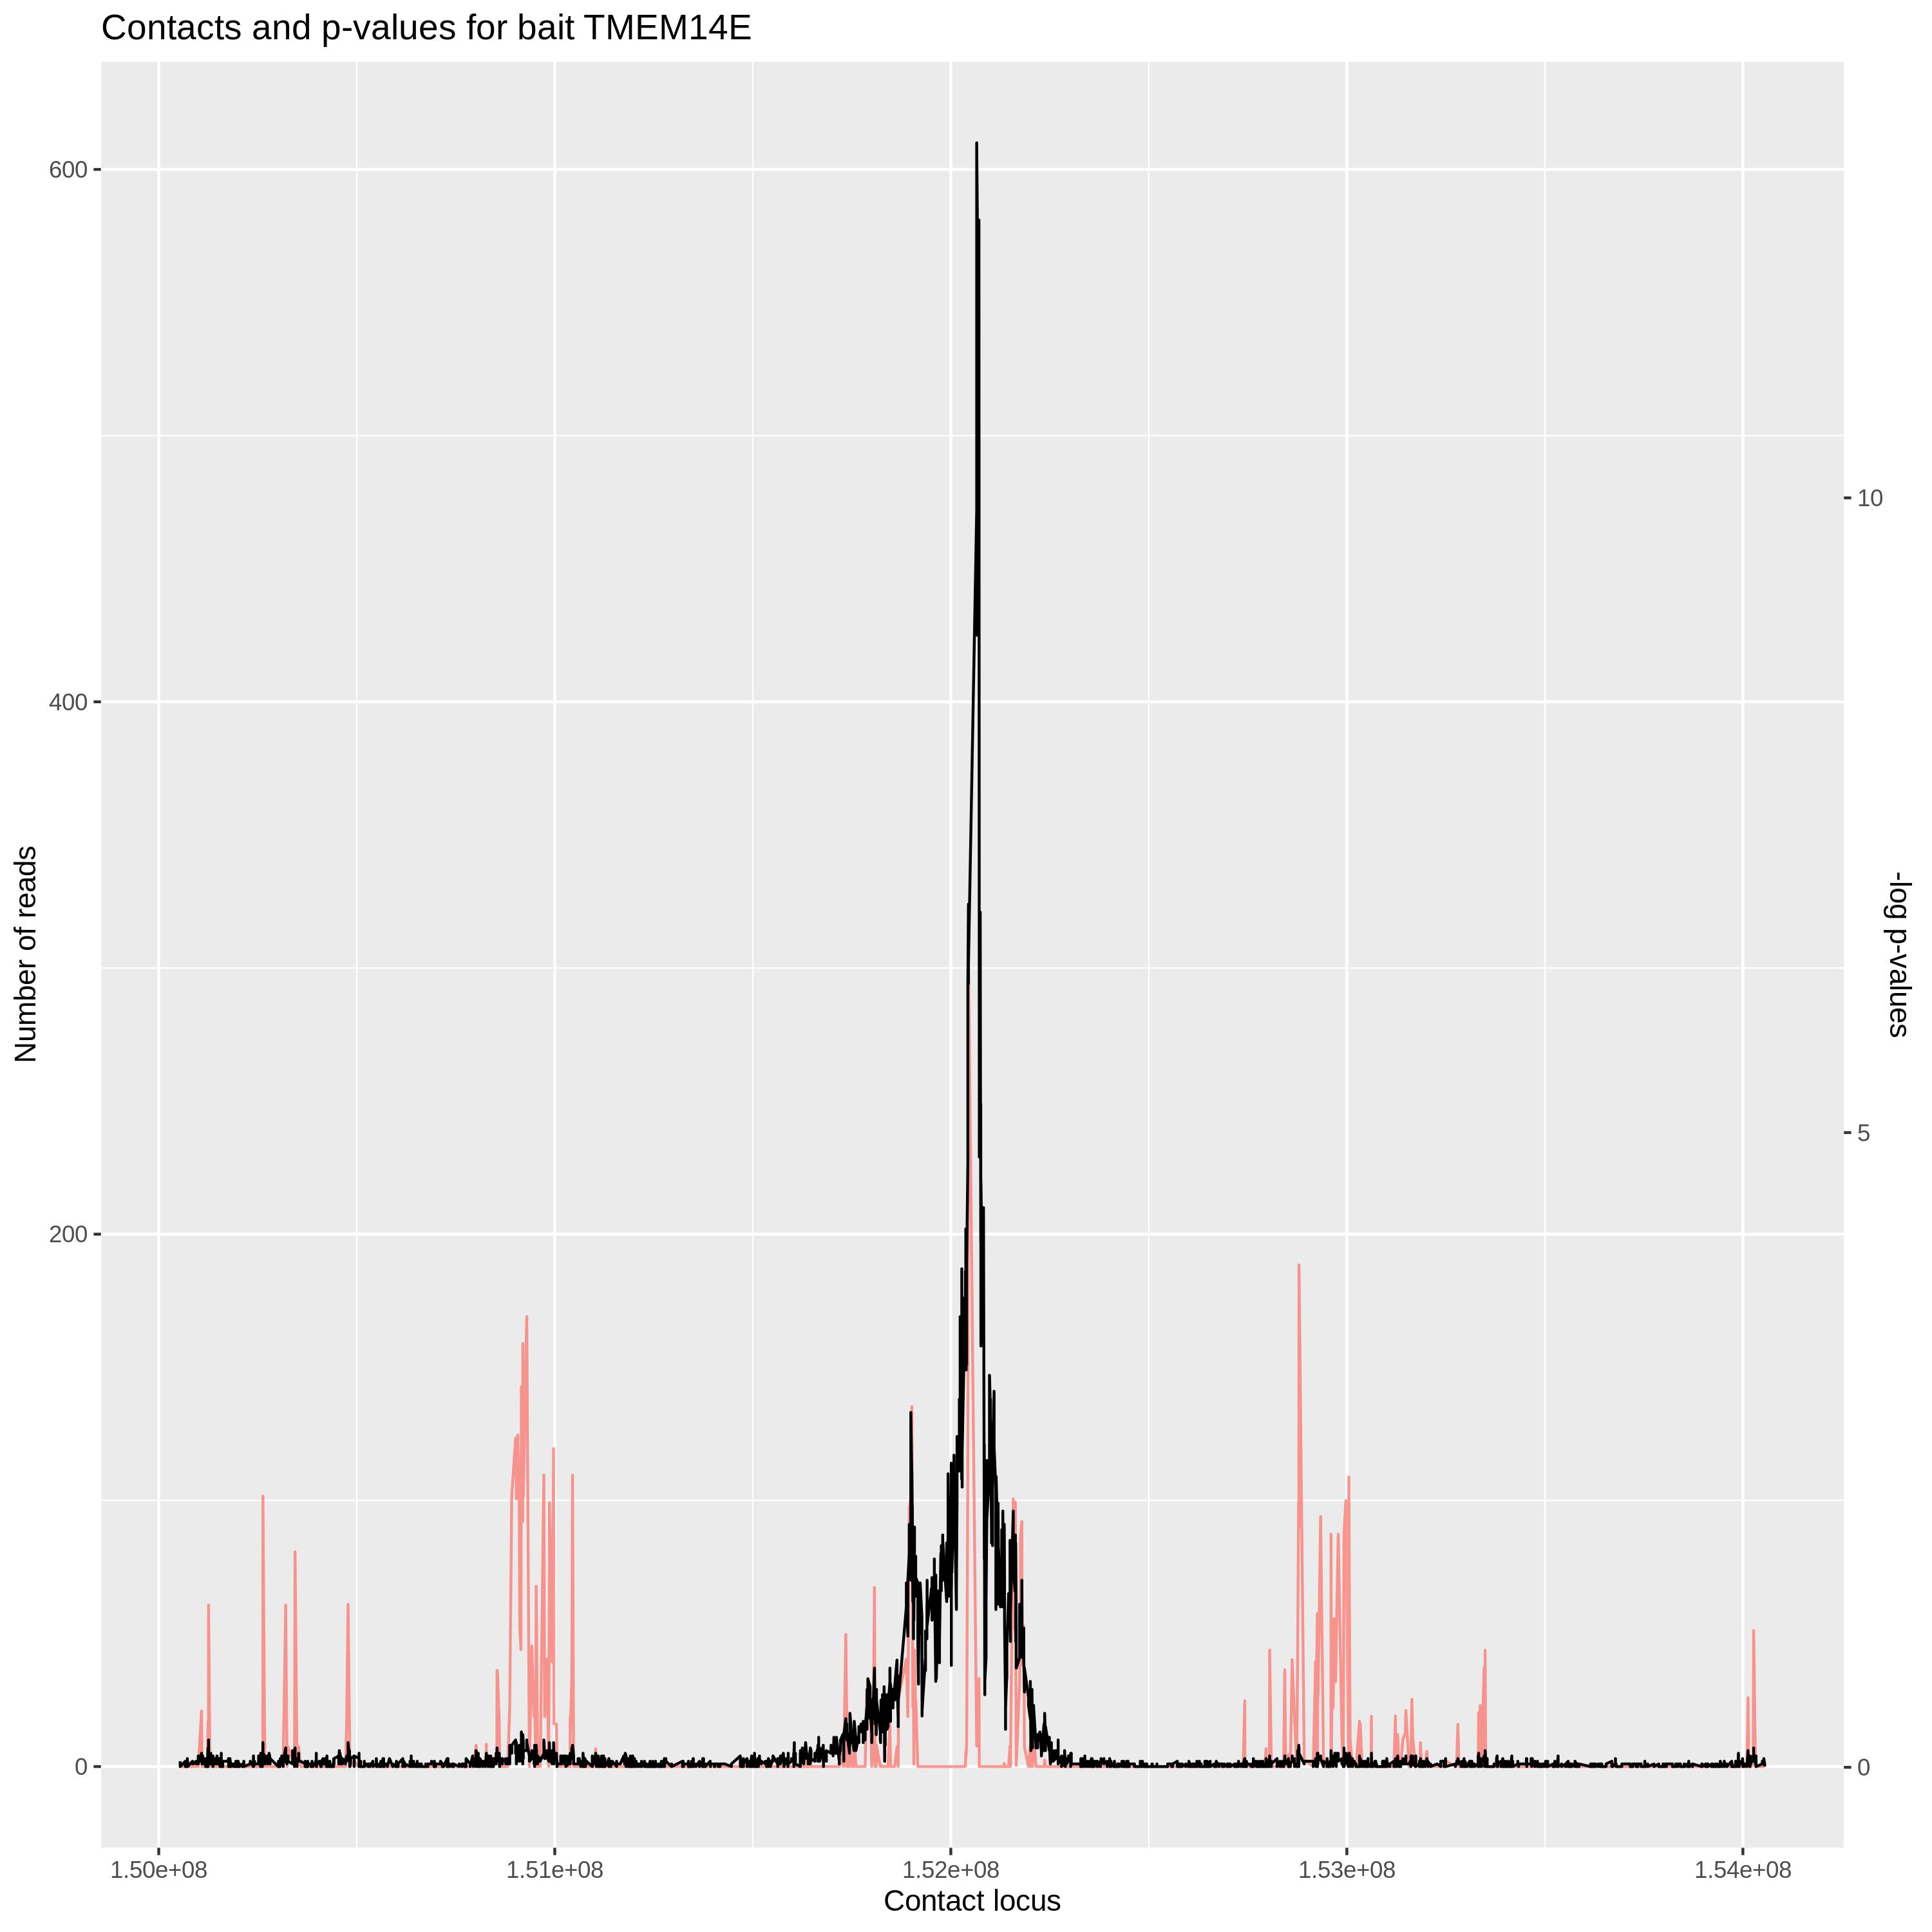 Contacts and p-values for bait TMEM14E
600
400
200
0
Number of reads
10
5
0
-log p-values
1.50e+08
1.51e+08
1.52e+08
1.53e+08
1.54e+08
Contact locus